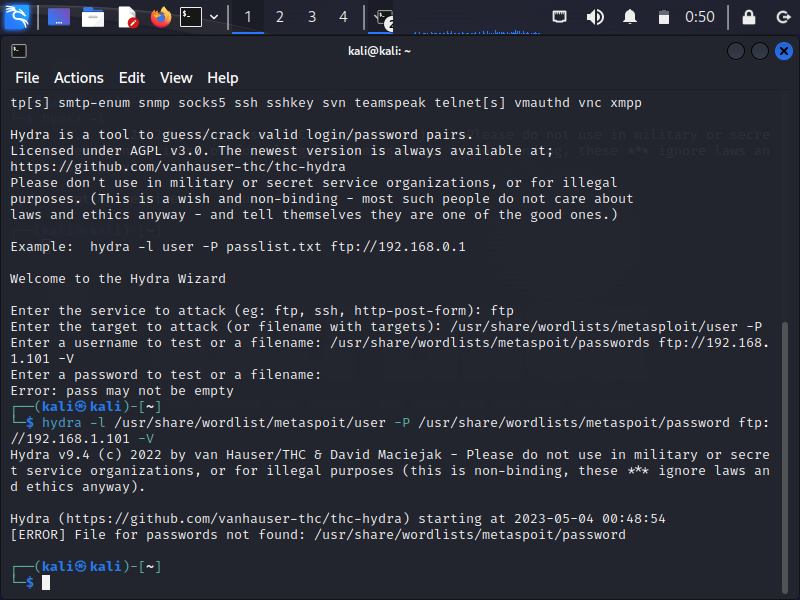 1 2 3 4 2 0:50
kali@kali: ~
File Actions Edit View Help
tp[s] smtp-enum snmp socks5 ssh sshkey svn teamspeak telnet[s] vmauthd vnc xmpp
Hydra is a tool to guess/crack valid login/password pairs.
Licensed under AGPL v3.0. The newest version is always available at;
https://github.com/vanhauser-thc/thc-hydra
Please don't use in military or secret service organizations, or for illegal
purposes. (This is a wish and non-binding - most such people do not care about
laws and ethics anyway - and tell themselves they are one of the good ones.)
Example:  hydra -l user -P passlist.txt ftp://192.168.0.1
Welcome to the Hydra Wizard
Enter the service to attack (eg: ftp, ssh, http-post-form): ftp
Enter the target to attack (or filename with targets): /usr/share/wordlists/metasploit/user -P
Enter a username to test or a filename: /usr/share/wordlists/metaspoit/passwords ftp://192.168.
1.101 -V
Enter a password to test or a filename:
Error: pass may not be empty
┌──(kali㉿kali)-[~]
└─$ hydra -l /usr/share/wordlist/metaspoit/user -P /usr/share/wordlists/metaspoit/password ftp:
//192.168.1.101 -V
Hydra v9.4 (c) 2022 by van Hauser/THC & David Maciejak - Please do not use in military or secre
t service organizations, or for illegal purposes (this is non-binding, these *** ignore laws an
d ethics anyway).
Hydra (https://github.com/vanhauser-thc/thc-hydra) starting at 2023-05-04 00:48:54
[ERROR] File for passwords not found: /usr/share/wordlists/metaspoit/password
┌──(kali㉿kali)-[~]
└─$